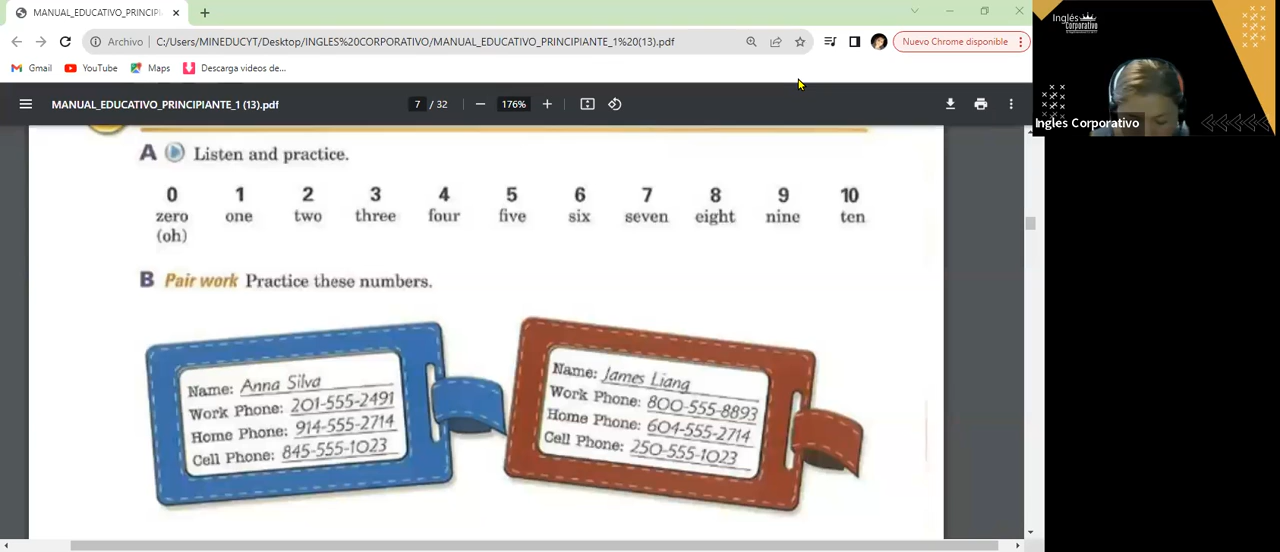 MANUAL_EDUCATIVO_PRINCIPIANTE_1
Archivo C:/Users/MINEDUCYT/Desktop/INGLES%20CORPORATIVO/MANUAL_EDUCATIVO_PRINCIPIANTE_1%20(13).pdf Nuevo Chrome disponible
Gmail YouTube Maps Descarga videos de...
MANUAL_EDUCATIVO_PRINCIPIANTE_1 (13).pdf 7 / 32 176%
A Listen and practice.
0 1 2 3 4 5 6 7 8 9 10
zero one two three four five six seven eight nine ten
(oh)
B Pair work Practice these numbers.
Name: Anna Silva
Work Phone: 201-555-2491
Home Phone: 914-555-2714
Cell Phone: 845-555-1023
Name: James Liang
Work Phone: 800-555-8893
Home Phone: 604-555-2714
Cell Phone: 250-555-1023
Inglés
Corporativo
Ingles Corporativo